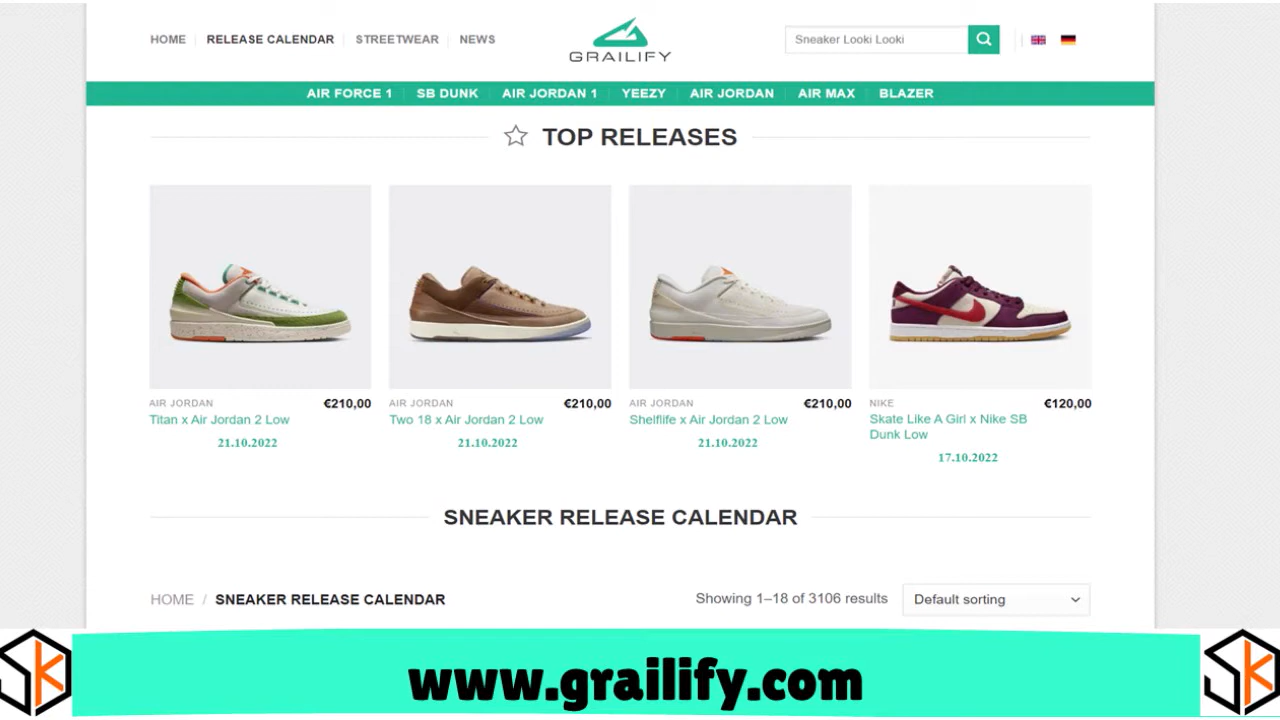 HOME RELEASE CALENDAR STREETWEAR NEWS
GRAILIFY
Sneaker Looki Looki
AIR FORCE 1 SB DUNK AIR JORDAN 1 YEEZY AIR JORDAN AIR MAX BLAZER
TOP RELEASES
AIR JORDAN €210,00
Titan x Air Jordan 2 Low
21.10.2022
AIR JORDAN €210,00
Two 18 x Air Jordan 2 Low
21.10.2022
AIR JORDAN €210,00
Shelflife x Air Jordan 2 Low
21.10.2022
NIKE €120,00
Skate Like A Girl x Nike SB
Dunk Low
17.10.2022
SNEAKER RELEASE CALENDAR
HOME / SNEAKER RELEASE CALENDAR Showing 1–18 of 3106 results Default sorting
www.grailify.com
Sk Sk